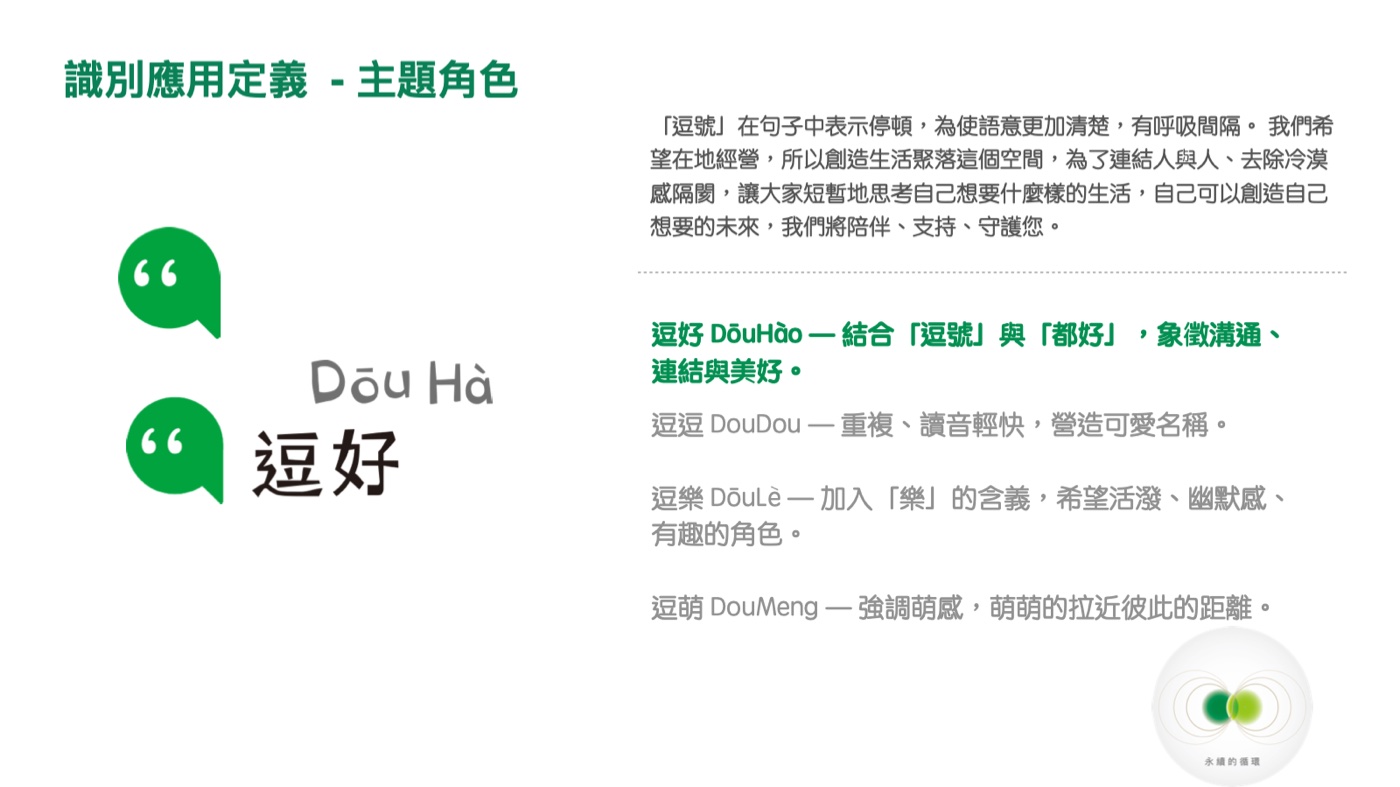 識別應用定義 - 主題角色
「逗號」在句子中表示停頓，為使語意更加清楚，有呼吸間隔。 我們希
望在地經營，所以創造生活聚落這個空間，為了連結人與人、去除冷漠
感隔閡，讓大家短暫地思考自己想要什麼樣的生活，自己可以創造自己
想要的未來，我們將陪伴、支持、守護您。
“
“
Dōu Hà
逗好
逗好 DōuHào — 結合「逗號」與「都好」，象徵溝通、
連結與美好。
逗逗 DouDou — 重複、讀音輕快，營造可愛名稱。
逗樂 DōuLè — 加入「樂」的含義，希望活潑、幽默感、
有趣的角色。
逗萌 DouMeng — 強調萌感，萌萌的拉近彼此的距離。
永續的循環